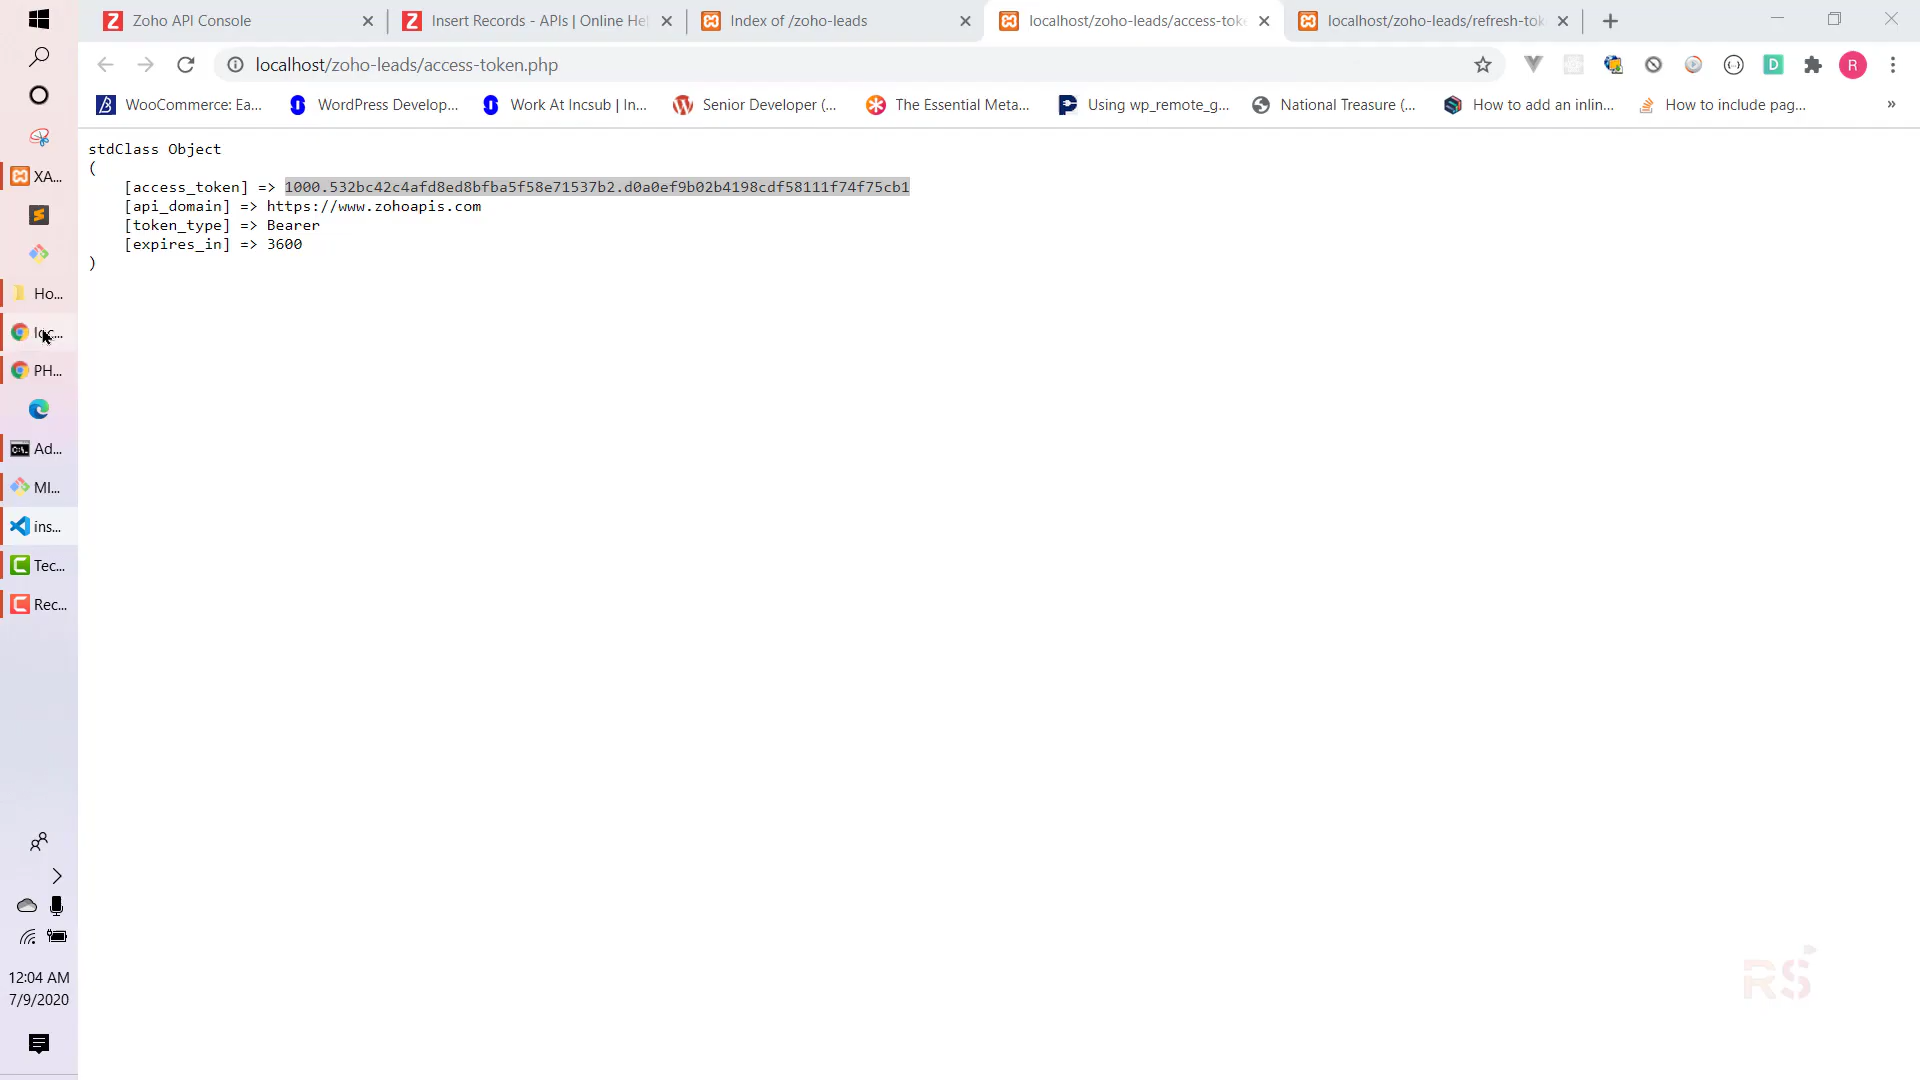 Zoho API Console
Insert Records - APIs | Online He
Index of /zoho-leads
localhost/zoho-leads/access-toke
localhost/zoho-leads/refresh-tok
localhost/zoho-leads/access-token.php
R
D
WooCommerce: Ea...
WordPress Develop...
Work At Incsub | In...
Senior Developer (...
The Essential Meta...
Using wp_remote_g...
National Treasure (...
How to add an inlin...
How to include pag...
»
stdClass Object
(
[access_token] => 1000.532bc42c4afd8ed8bfba5f58e71537b2.d0a0ef9b02b4198cdf58111f74f75cb1
[api_domain] => https://www.zohoapis.com
[token_type] => Bearer
[expires_in] => 3600
)
XA...
Ho...
PH...
Ad...
MI...
ins...
Tec...
Rec...
12:04 AM
7/9/2020
RS